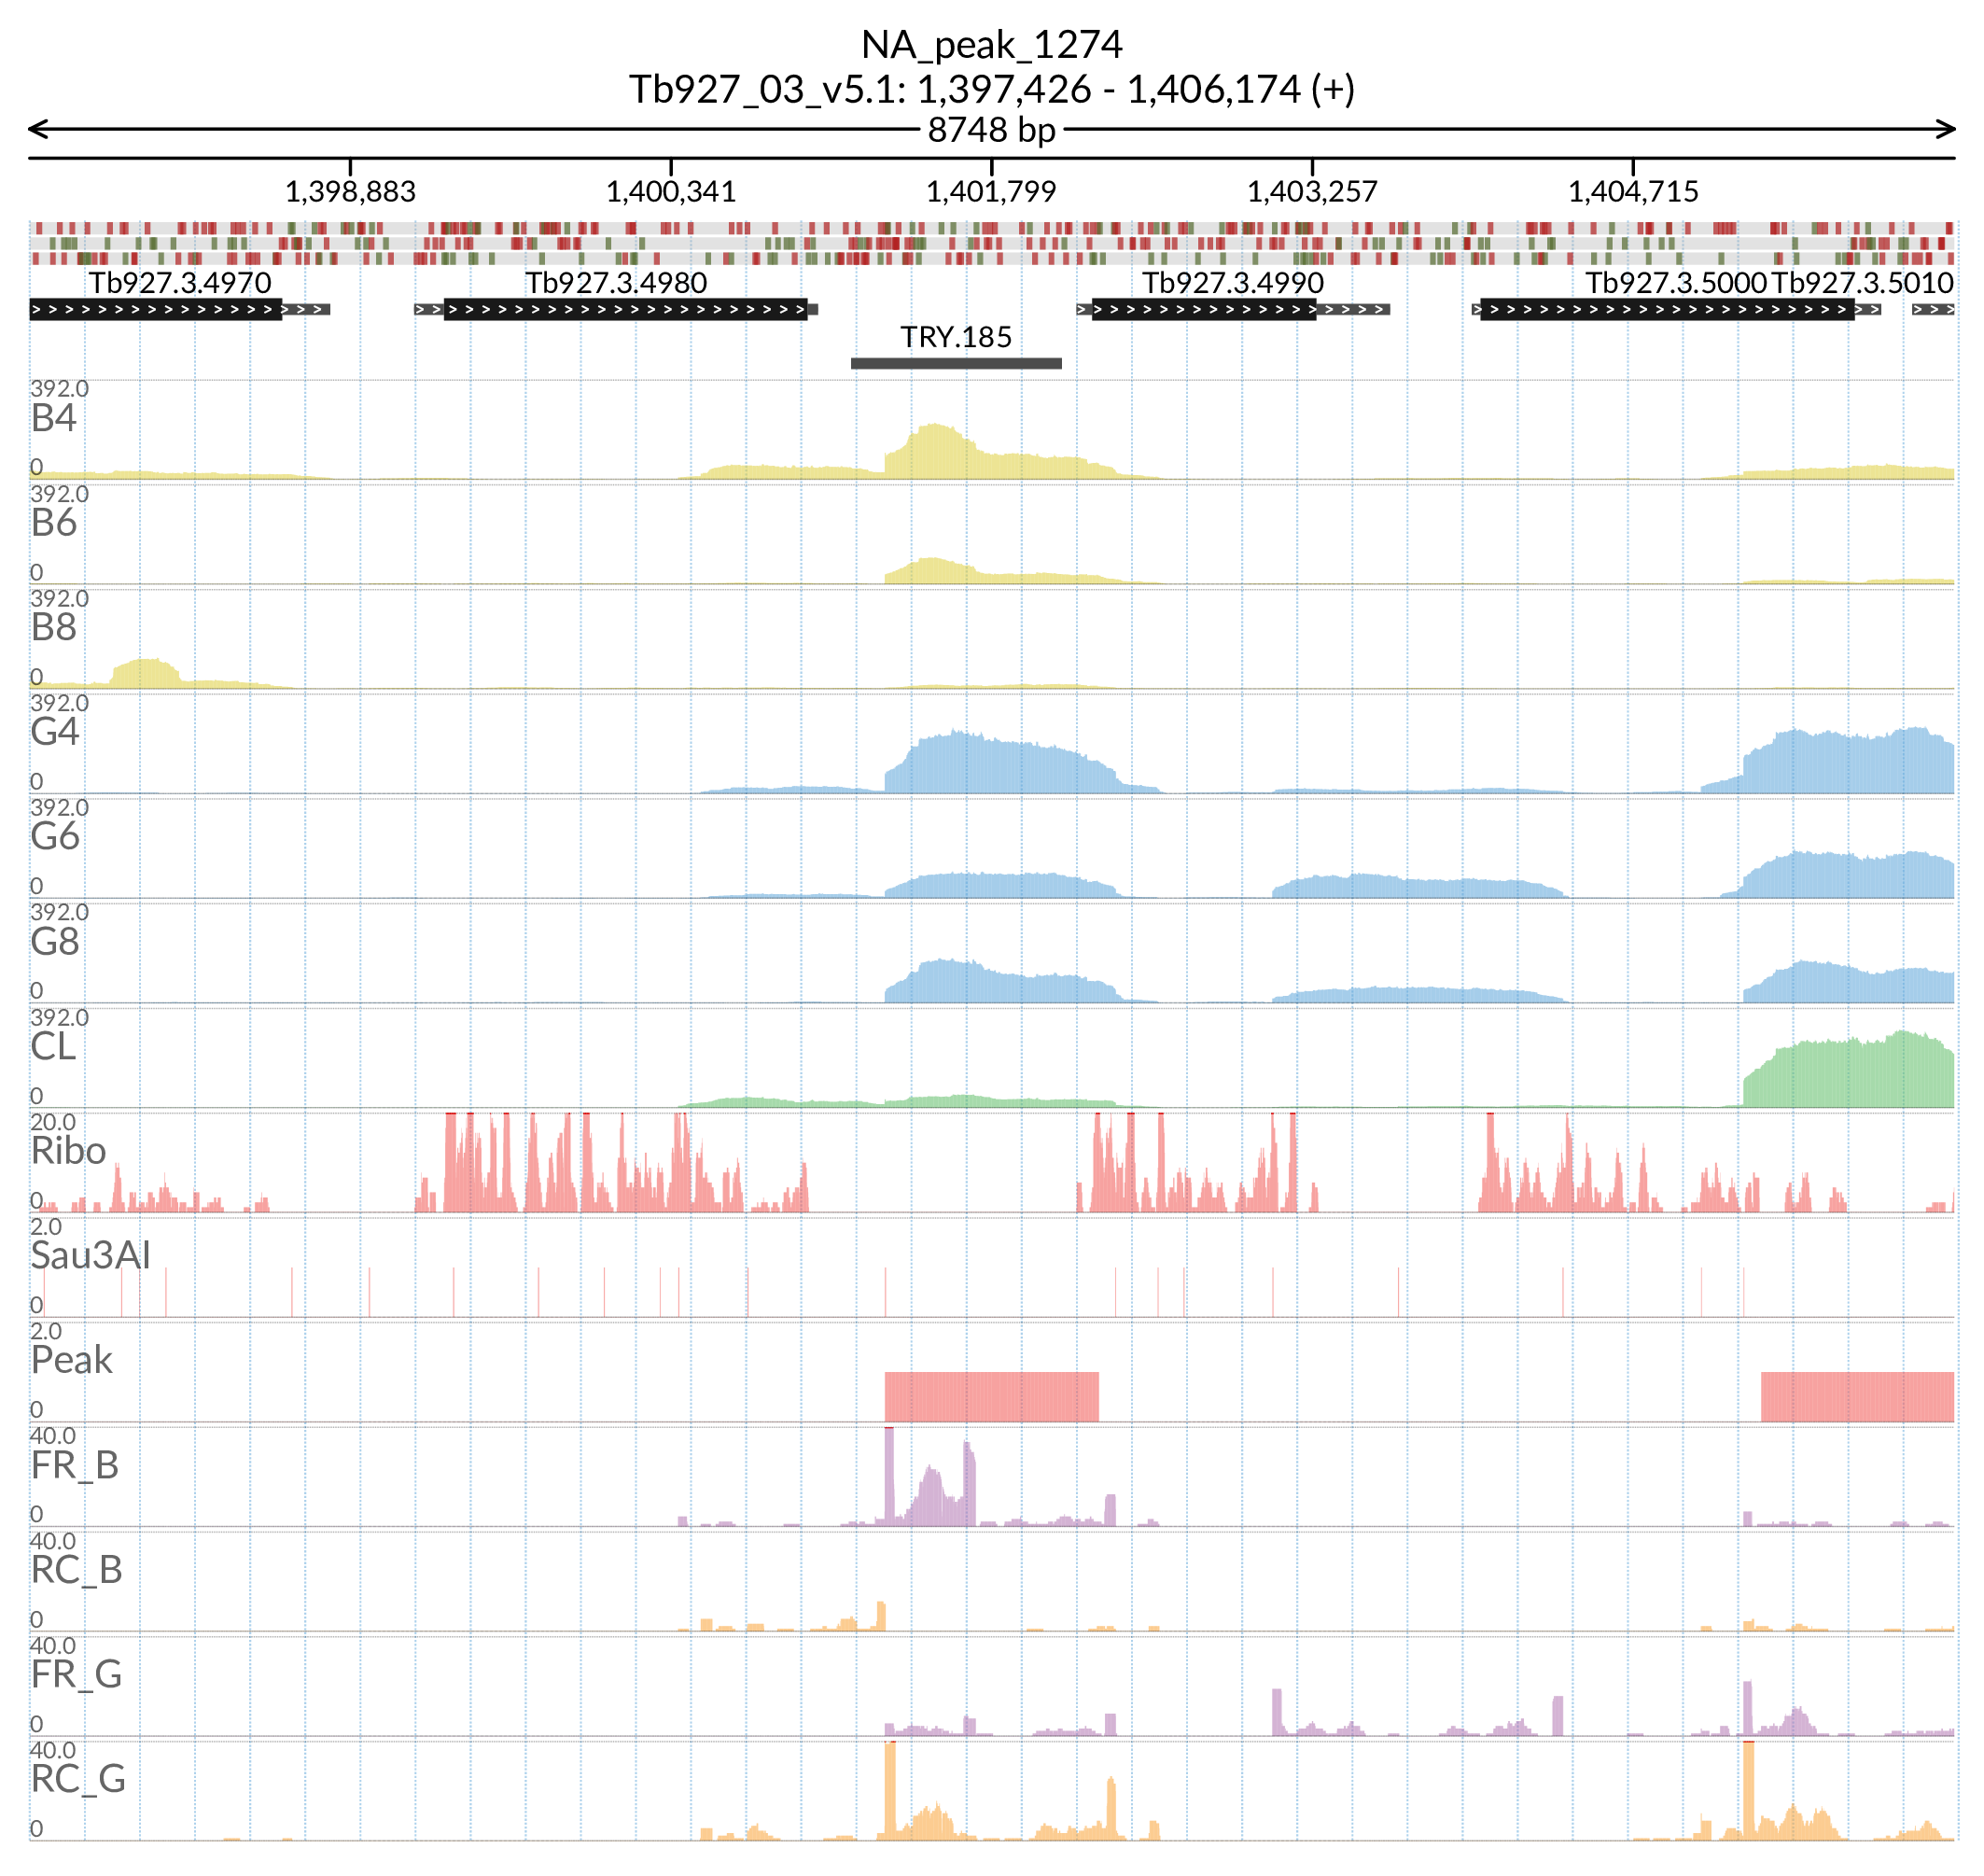 NA_peak_1274
Tb927_03_v5.1: 1,397,426 - 1,406,174 (+)
8748 bp
1,398,883 1,400,341 1,401,799 1,403,257 1,404,715
Tb927.3.4970 Tb927.3.4980 Tb927.3.4990 Tb927.3.5000 Tb927.3.5010
TRY.185
392.0
B4
0
392.0
B6
0
392.0
B8
0
392.0
G4
0
392.0
G6
0
392.0
G8
0
392.0
CL
0
20.0
Ribo
0
2.0
Sau3AI
0
2.0
Peak
0
40.0
FR_B
0
40.0
RC_B
0
40.0
FR_G
0
40.0
RC_G
0